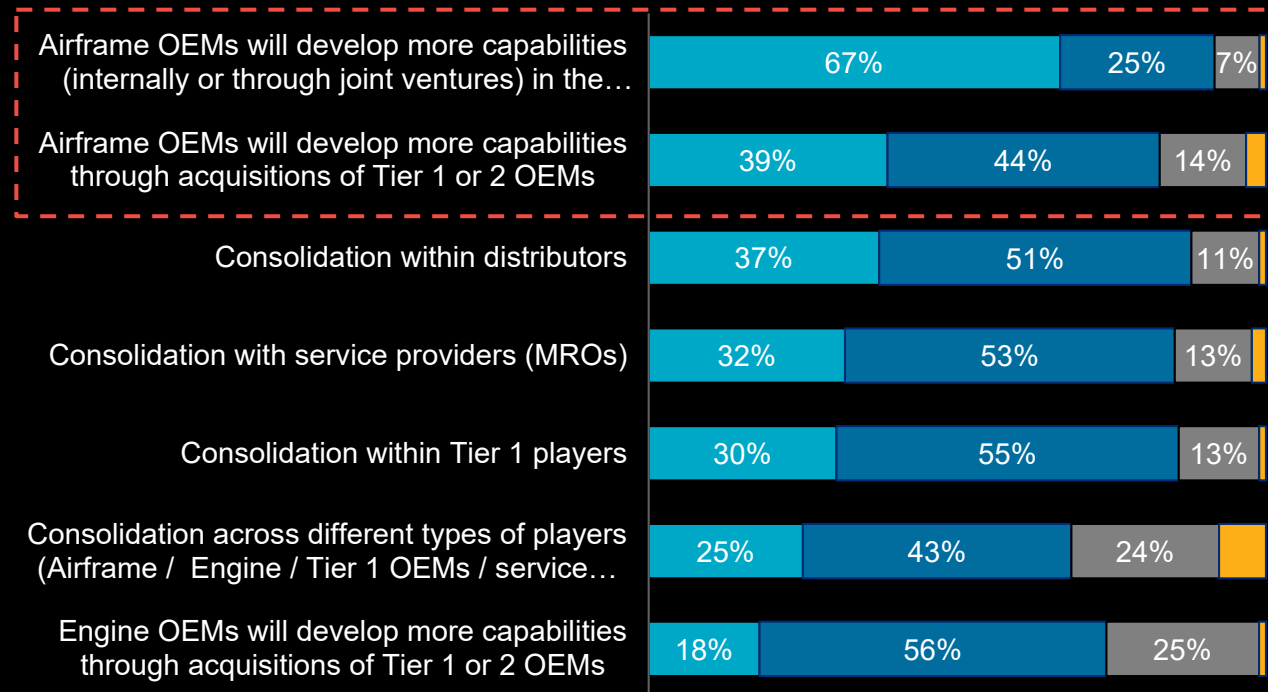 Airframe OEMs will develop more capabilities
(internally or through joint ventures) in the…
67% 25% 7%
Airframe OEMs will develop more capabilities
through acquisitions of Tier 1 or 2 OEMs
39% 44% 14%
Consolidation within distributors
37% 51% 11%
Consolidation with service providers (MROs)
32% 53% 13%
Consolidation within Tier 1 players
30% 55% 13%
Consolidation across different types of players
(Airframe / Engine / Tier 1 OEMs / service…
25% 43% 24%
Engine OEMs will develop more capabilities
through acquisitions of Tier 1 or 2 OEMs
18% 56% 25%